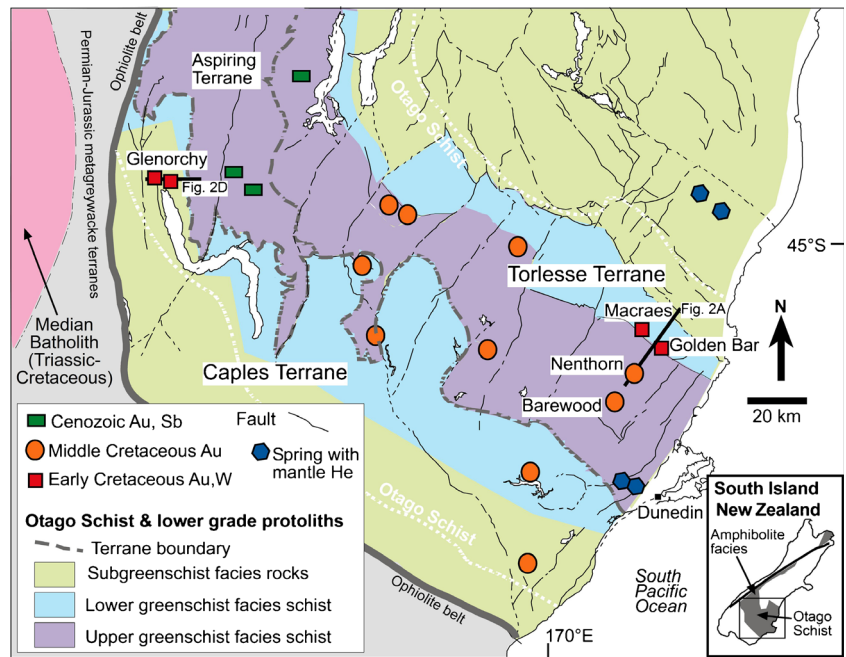 Ophiolite belt
Permian-Jurassic metagreywacke terranes
Aspiring
Terrane
Otago Schist
Glenorchy
Fig. 2D
45°S
Torlesse Terrane
Median
Batholith
(Triassic-
Cretaceous)
Macraes
Fig. 2A
Golden Bar
N
Caples Terrane
Nenthorn
Barewood
20 km
Cenozoic Au, Sb
Fault
Middle Cretaceous Au
Spring with
mantle He
Early Cretaceous Au,W
Otago Schist & lower grade protoliths
Terrane boundary
Subgreenschist facies rocks
Lower greenschist facies schist
Upper greenschist facies schist
Otago Schist
Ophiolite belt
Dunedin
South
Pacific
Ocean
170°E
South Island
New Zealand
Amphibolite
facies
Otago
Schist